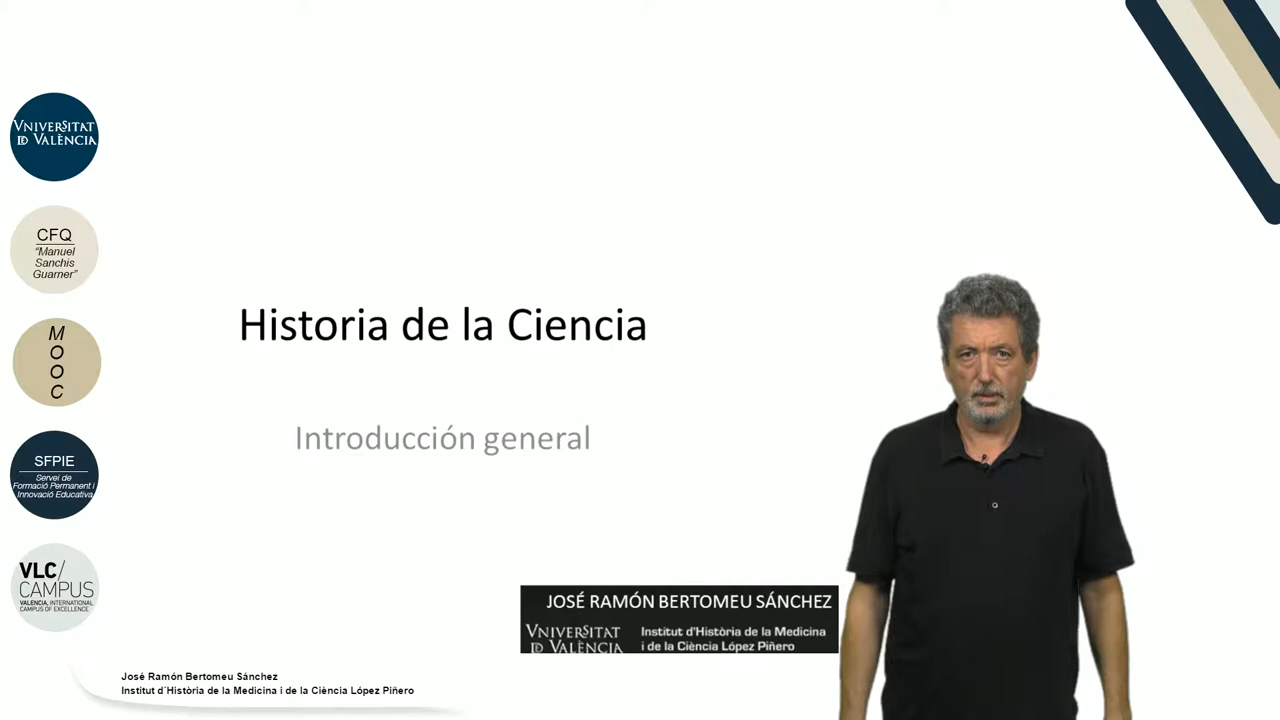 VNIVERSITAT
ID VALÈNCIA
CFQ
“Manuel
Sanchis
Guarner”
M
O
O
C
SFPIE
Servei de
Formació Permanent i
Innovació Educativa
VLC/
CAMPUS
VALENCIA, INTERNATIONAL
CAMPUS OF EXCELLENCE
Historia de la Ciencia
Introducción general
JOSÉ RAMÓN BERTOMEU SÁNCHEZ
VNIVERSITAT
ID VALÈNCIA
Institut d'Història de la Medicina
i de la Ciència López Piñero
José Ramón Bertomeu Sánchez
Institut d´Història de la Medicina i de la Ciència López Piñero